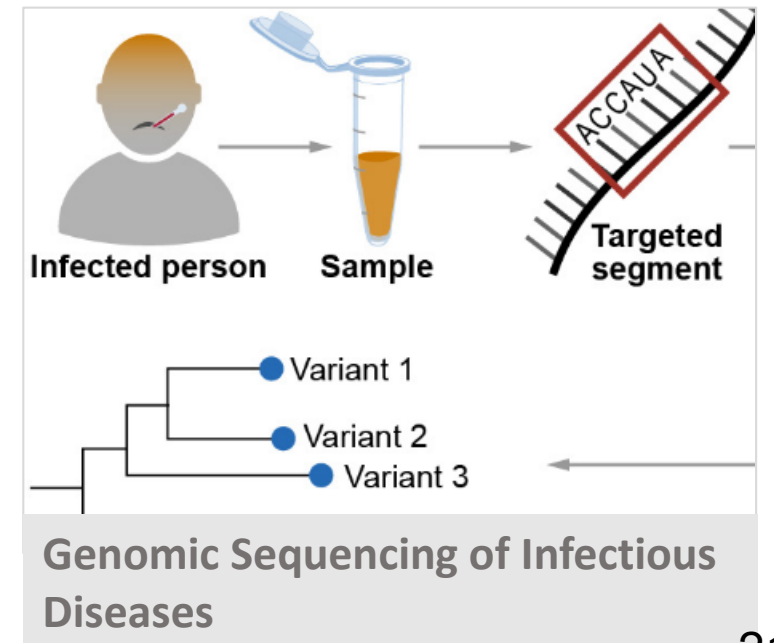 ACCAUA
Infected person
Sample
Targeted
segment
Variant 1
Variant 2
Variant 3
Genomic Sequencing of Infectious
Diseases